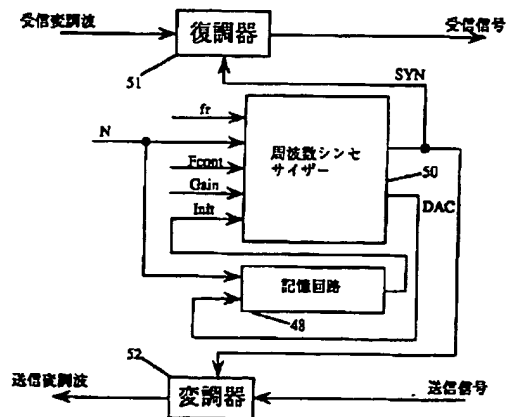 受信変調波
復調器
受信信号
51
SYN
fr
N
Fcont
Gain
Init
周波数シンセ
サイザー
50
DAC
記憶回路
48
52
送信変調波
変調器
送信信号